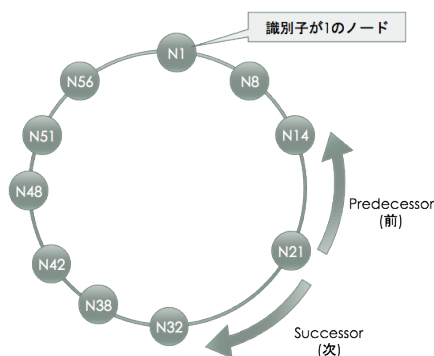 識別子が1のノード
N1
N56
N8
N51
N14
N48
Predecessor
(前)
N21
N42
N38
N32
Successor
(次)